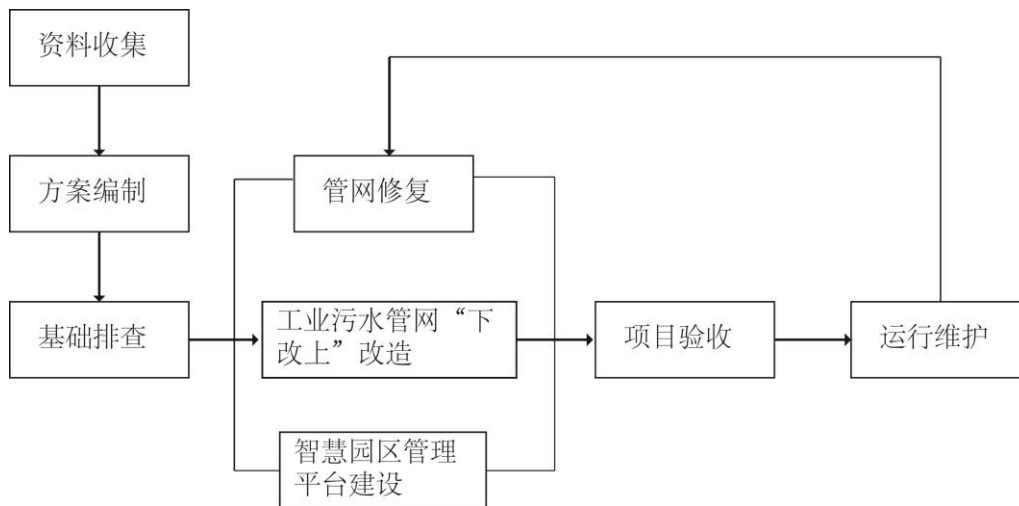 资料收集
方案编制
基础排查
管网修复
工业污水管网“下
改上”改造
智慧园区管理
平台建设
项目验收
运行维护